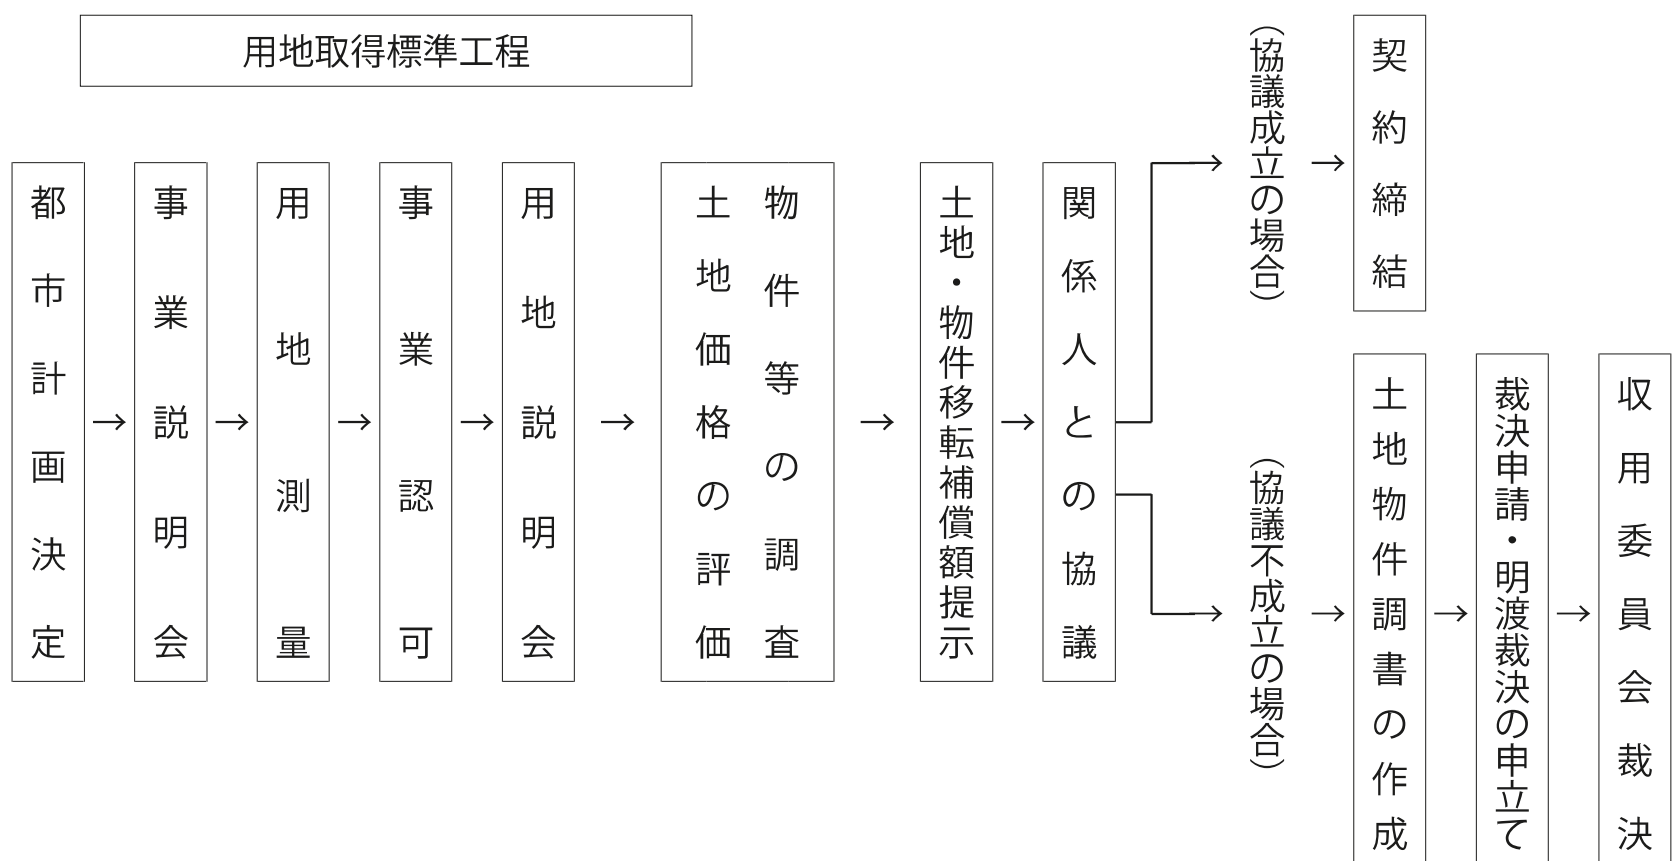 用地取得標準工程
都市計画決定
→
事業説明会
→
用地測量
→
事業認可
→
用地説明会
→
物件等の調査
土地価格の評価
→
土地・物件移転補償額提示
→
関係人との協議
→
（協議成立の場合）
→
契約締結
→
（協議不成立の場合）
→
土地物件調書の作成
→
裁決申請・明渡裁決の申立て
→
収用委員会裁決